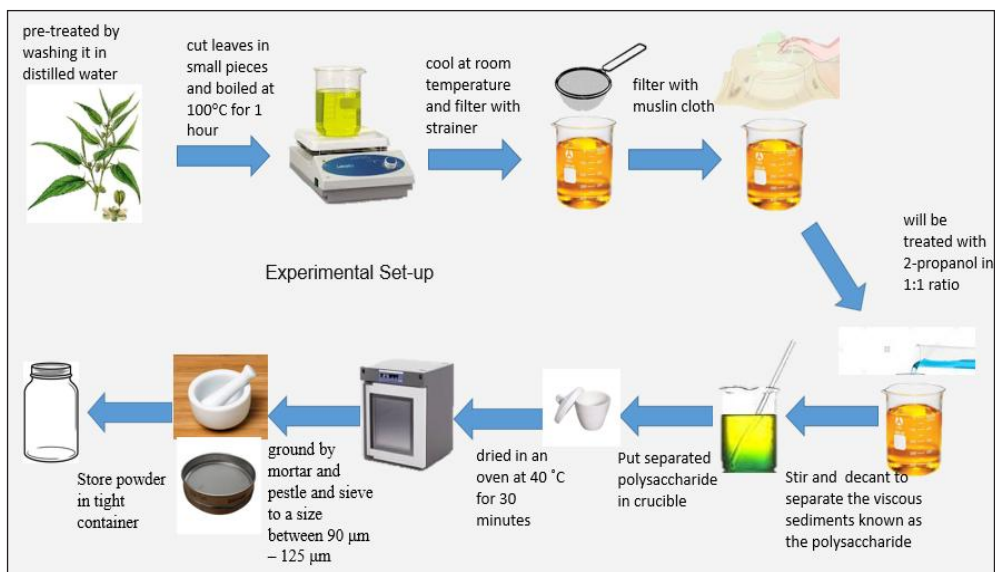 pre-treated by
washing it in
distilled water
cut leaves in
small pieces
and boiled at
100°C for 1
hour
cool at room
temperature
and filter with
strainer
filter with
muslin cloth
will be
treated with
2-propanol in
1:1 ratio
Experimental Set-up
Stir and decant to
separate the viscous
sediments known as
the polysaccharide
Put separated
polysaccharide
in crucible
dried in an
oven at 40 ˚C
for 30
minutes
ground by
mortar and
pestle and sieve
to a size
between 90 μm
– 125 μm
Store powder
in tight
container